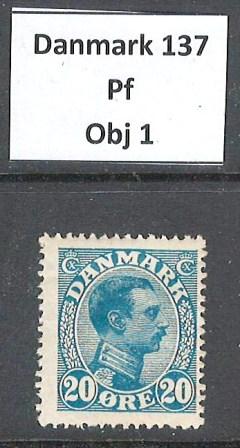 Danmark 137
Pf
Obj 1
DANMARK
20 ØRE 20